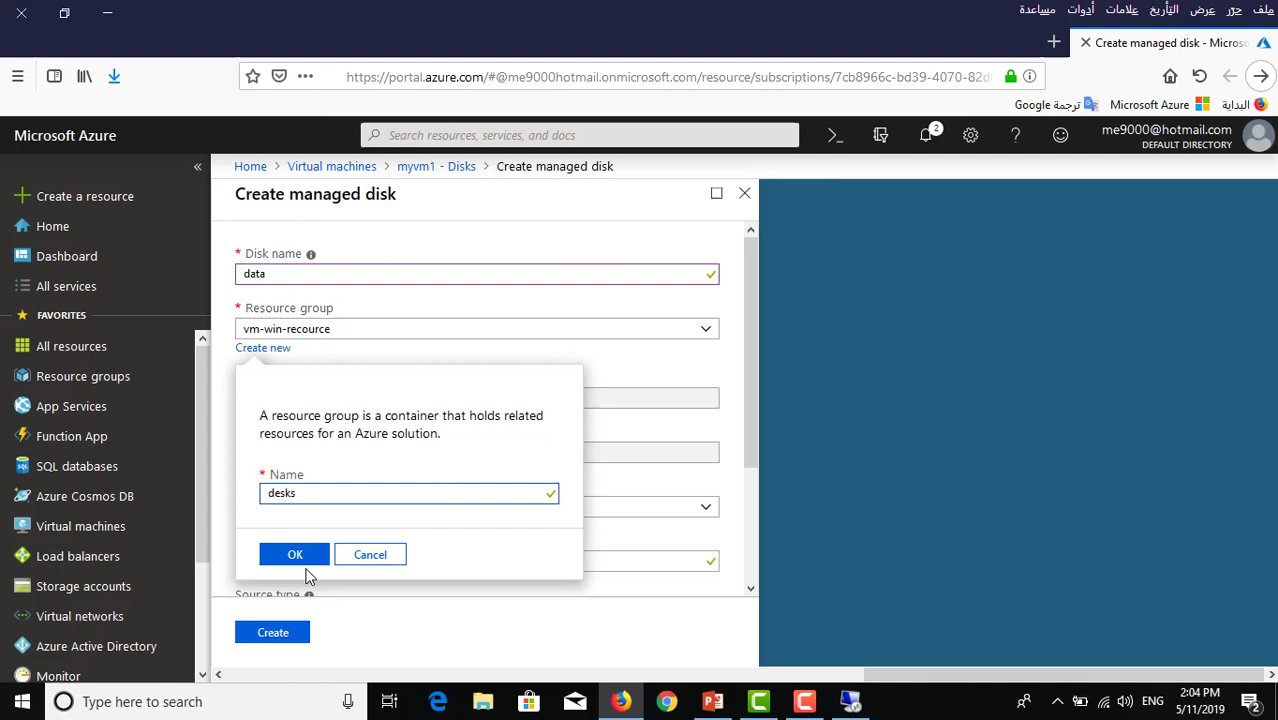 ملف حرّر عرض التأريخ علامات أدوات مساعدة
Create managed disk - Microso
https://portal.azure.com/#@me9000hotmail.onmicrosoft.com/resource/subscriptions/7cb8966c-bd39-4070-82d
البداية Microsoft Azure ترجمة Google
Microsoft Azure
Search resources, services, and docs
2
me9000@hotmail.com
DEFAULT DIRECTORY
Create a resource
Home
Dashboard
All services
FAVORITES
All resources
Resource groups
App Services
Function App
SQL databases
Azure Cosmos DB
Virtual machines
Load balancers
Storage accounts
Virtual networks
Azure Active Directory
Monitor
Home > Virtual machines > myvm1 - Disks > Create managed disk
Create managed disk
* Disk name
data
* Resource group
vm-win-recource
Create new
A resource group is a container that holds related
resources for an Azure solution.
* Name
desks
OK Cancel
Source type
Create
Type here to search
ENG
2:04 PM
5/11/2019
2